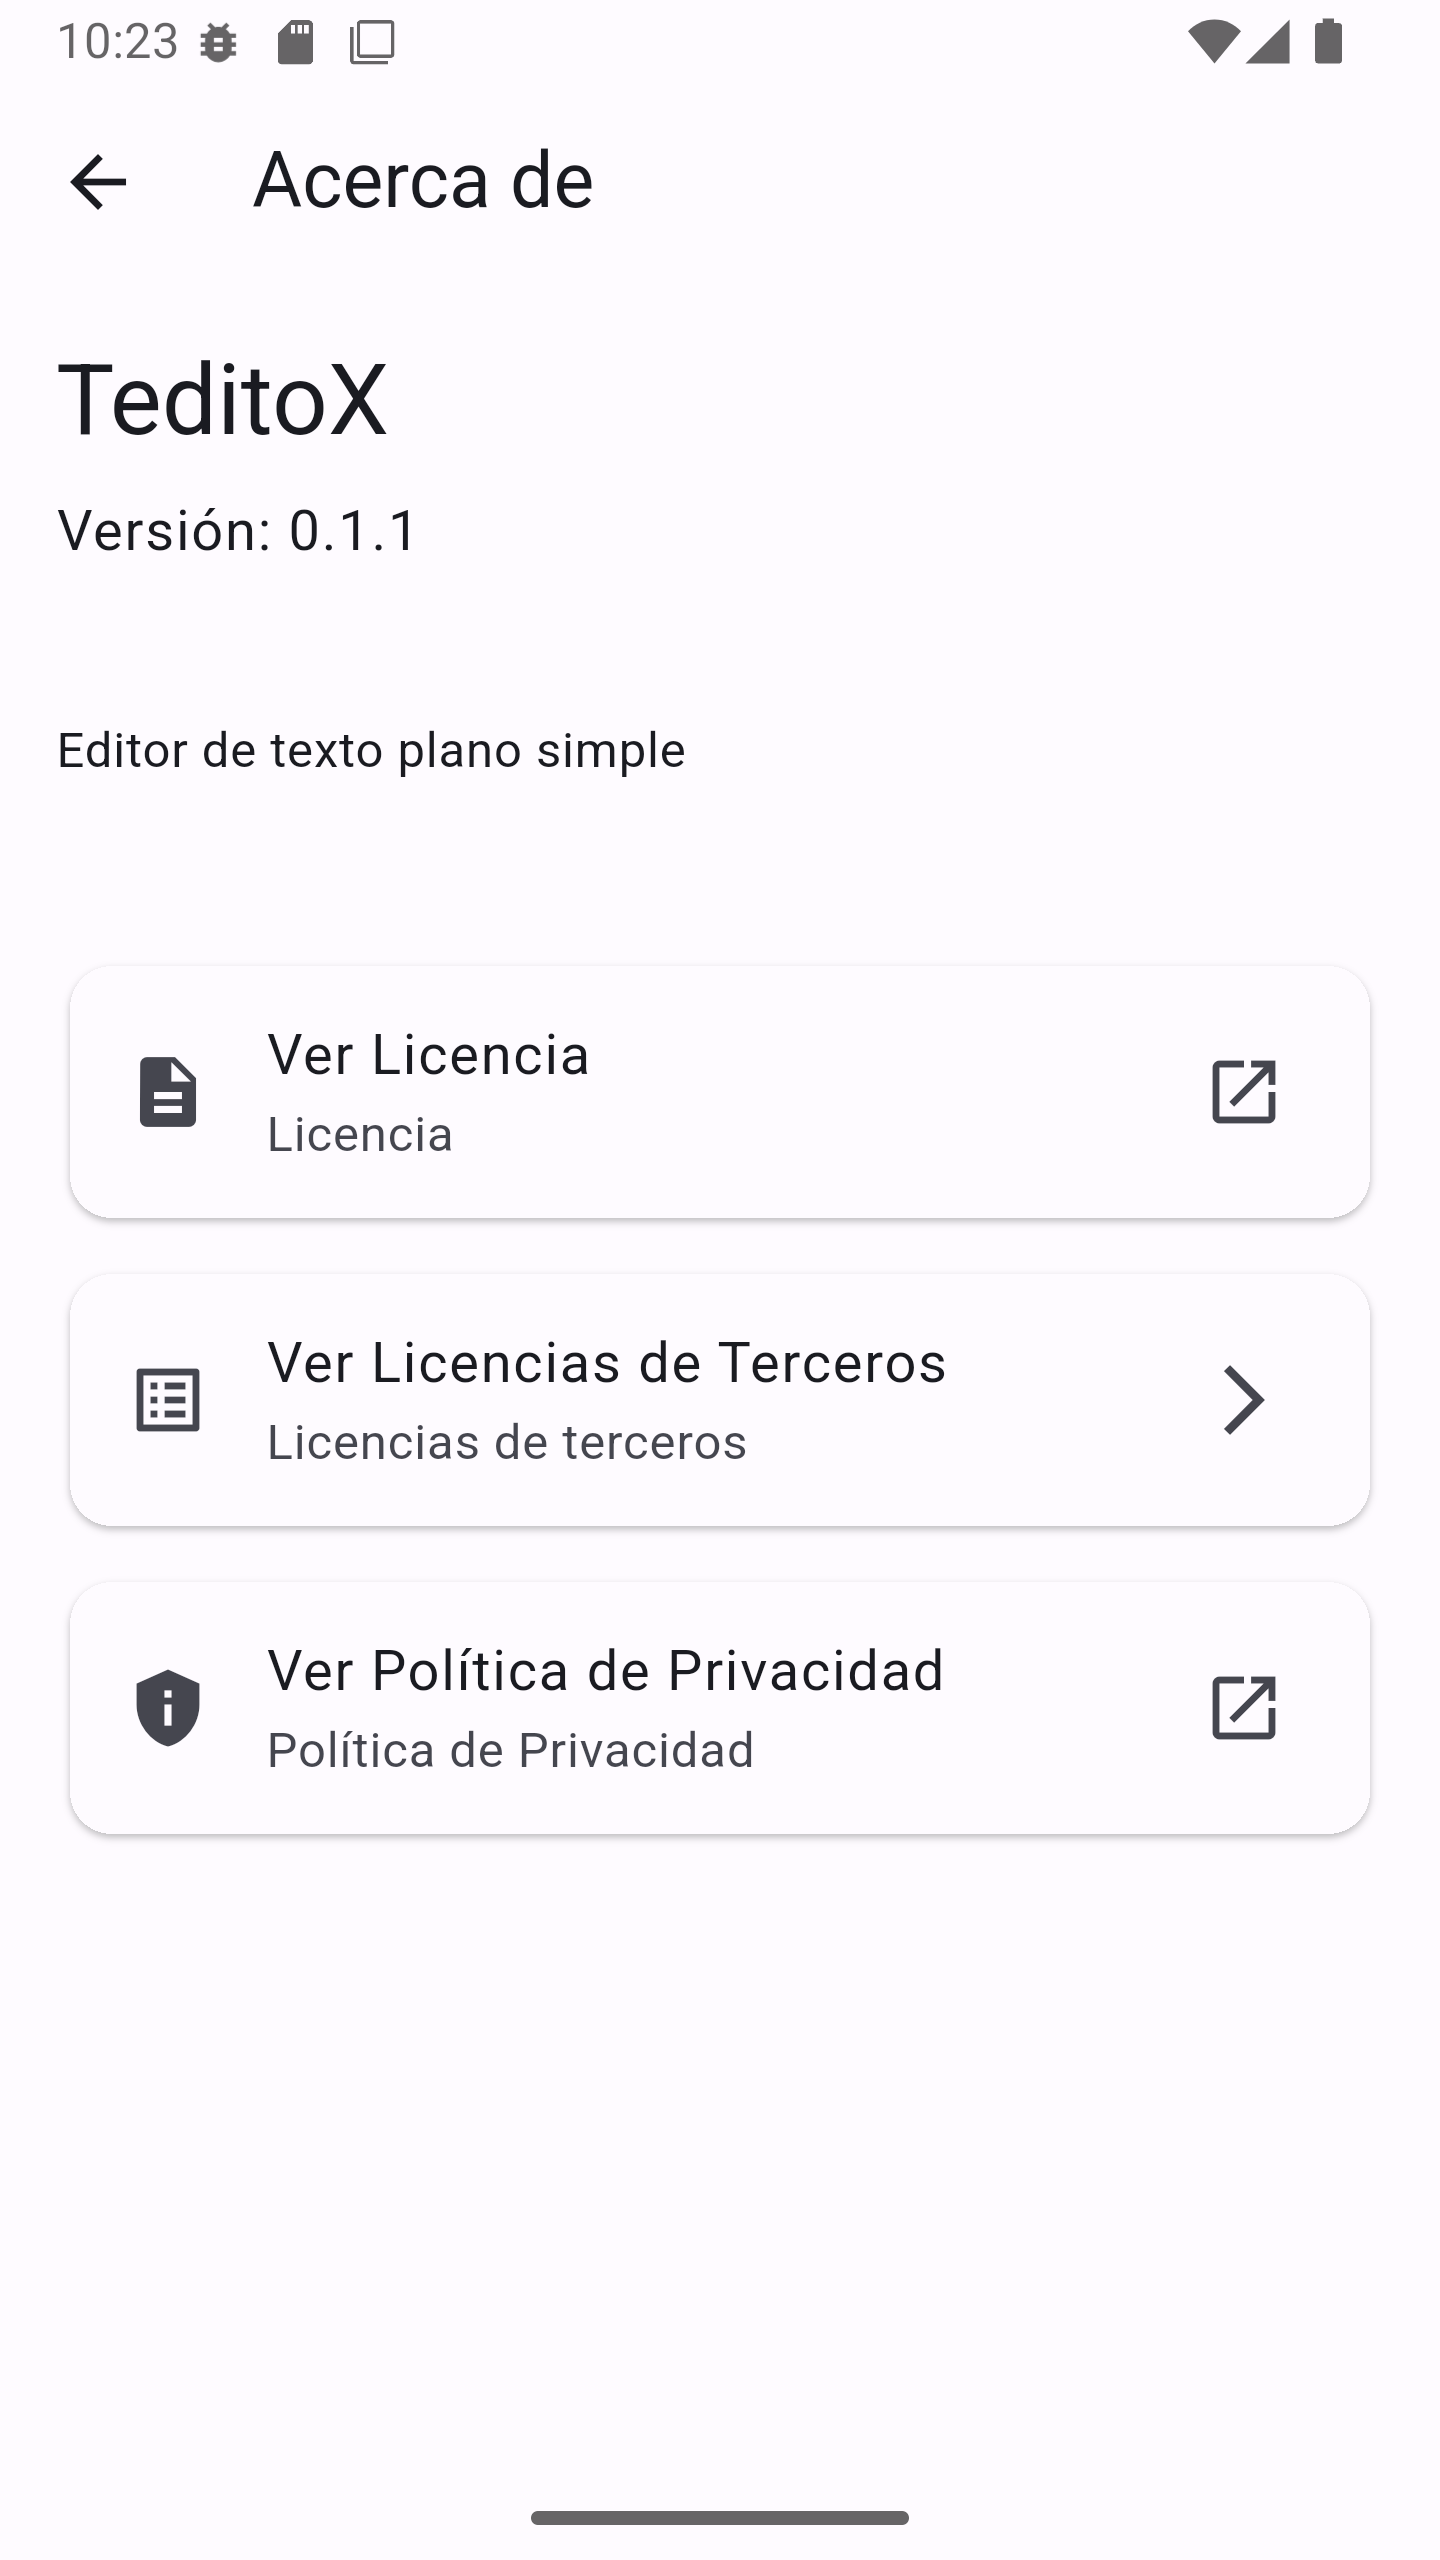 10:23
Acerca de
TeditoX
Versión: 0.1.1
Editor de texto plano simple
Ver Licencia
Licencia
Ver Licencias de Terceros
Licencias de terceros
Ver Política de Privacidad
Política de Privacidad